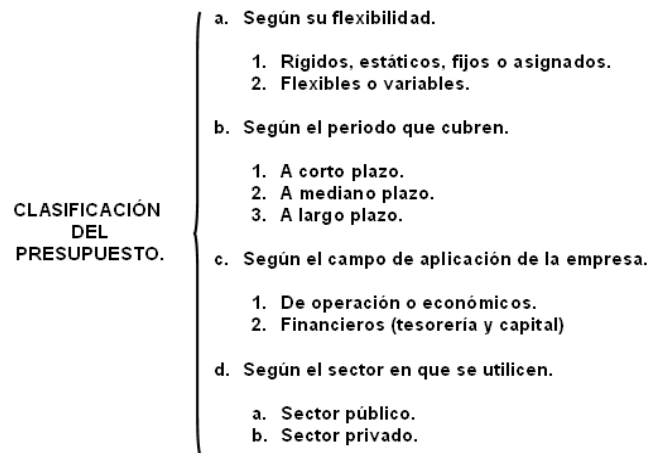 CLASIFICACIÓN
DEL
PRESUPUESTO.
a. Según su flexibilidad.
1. Rígidos, estáticos, fijos o asignados.
2. Flexibles o variables.
b. Según el periodo que cubren.
1. A corto plazo.
2. A mediano plazo.
3. A largo plazo.
c. Según el campo de aplicación de la empresa.
1. De operación o económicos.
2. Financieros (tesorería y capital)
d. Según el sector en que se utilicen.
a. Sector público.
b. Sector privado.